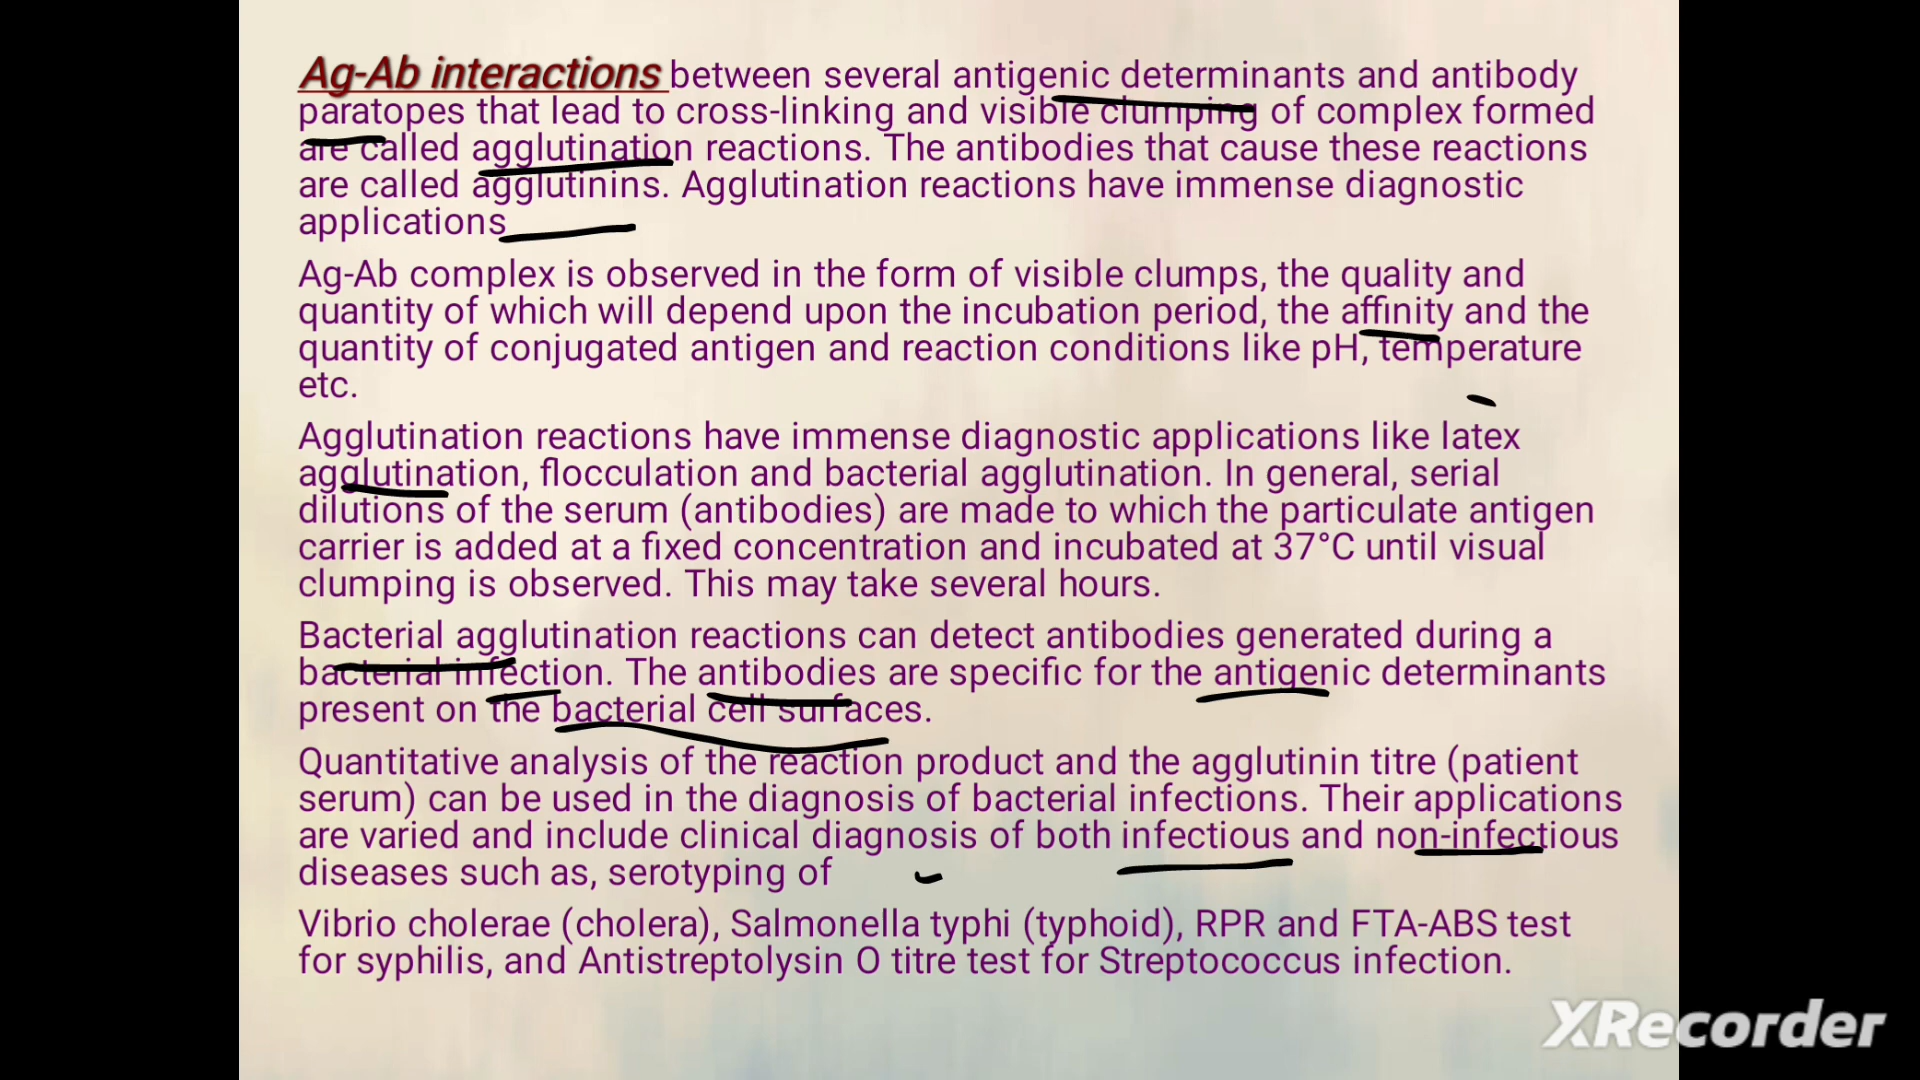 Ag-Ab interactions between several antigenic determinants and antibody
paratopes that lead to cross-linking and visible clumping of complex formed
are called agglutination reactions. The antibodies that cause these reactions
are called agglutinins. Agglutination reactions have immense diagnostic
applications
Ag-Ab complex is observed in the form of visible clumps, the quality and
quantity of which will depend upon the incubation period, the affinity and the
quantity of conjugated antigen and reaction conditions like pH, temperature
etc.
Agglutination reactions have immense diagnostic applications like latex
agglutination, flocculation and bacterial agglutination. In general, serial
dilutions of the serum (antibodies) are made to which the particulate antigen
carrier is added at a fixed concentration and incubated at 37°C until visual
clumping is observed. This may take several hours.
Bacterial agglutination reactions can detect antibodies generated during a
bacterial infection. The antibodies are specific for the antigenic determinants
present on the bacterial cell surfaces.
Quantitative analysis of the reaction product and the agglutinin titre (patient
serum) can be used in the diagnosis of bacterial infections. Their applications
are varied and include clinical diagnosis of both infectious and non-infectious
diseases such as, serotyping of
Vibrio cholerae (cholera), Salmonella typhi (typhoid), RPR and FTA-ABS test
for syphilis, and Antistreptolysin O titre test for Streptococcus infection.
XRecorder